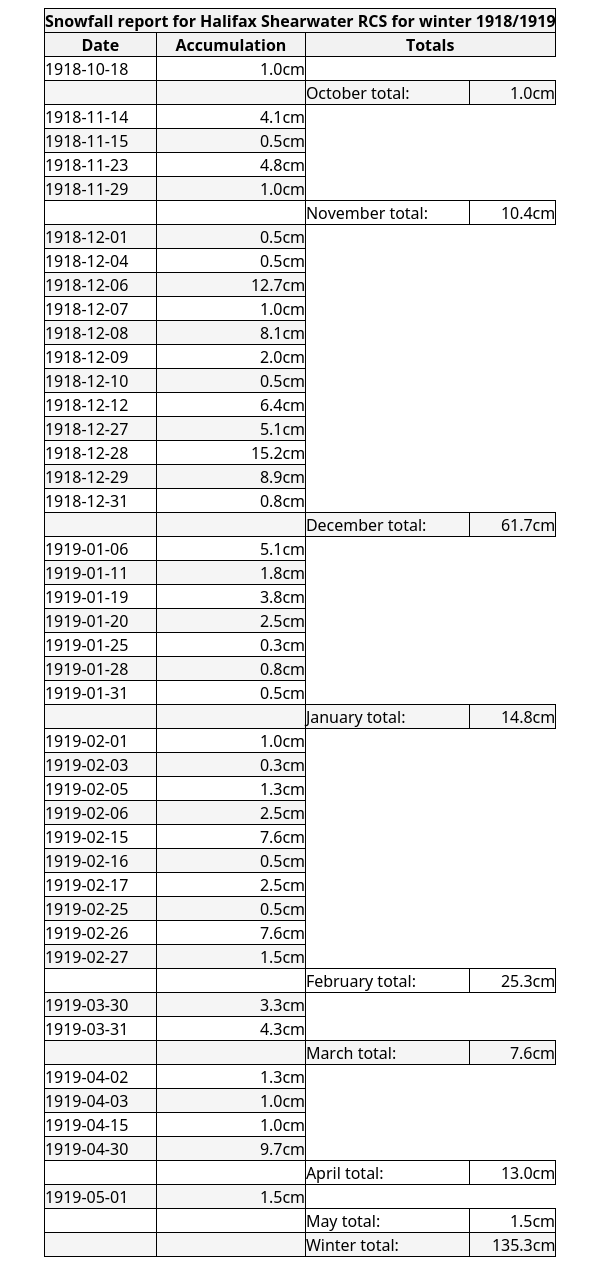 Snowfall report for Halifax Shearwater RCS for winter 1918/1919
Date Accumulation Totals
1918-10-18 1.0cm
October total: 1.0cm
1918-11-14 4.1cm
1918-11-15 0.5cm
1918-11-23 4.8cm
1918-11-29 1.0cm
November total: 10.4cm
1918-12-01 0.5cm
1918-12-04 0.5cm
1918-12-06 12.7cm
1918-12-07 1.0cm
1918-12-08 8.1cm
1918-12-09 2.0cm
1918-12-10 0.5cm
1918-12-12 6.4cm
1918-12-27 5.1cm
1918-12-28 15.2cm
1918-12-29 8.9cm
1918-12-31 0.8cm
December total: 61.7cm
1919-01-06 5.1cm
1919-01-11 1.8cm
1919-01-19 3.8cm
1919-01-20 2.5cm
1919-01-25 0.3cm
1919-01-28 0.8cm
1919-01-31 0.5cm
January total: 14.8cm
1919-02-01 1.0cm
1919-02-03 0.3cm
1919-02-05 1.3cm
1919-02-06 2.5cm
1919-02-15 7.6cm
1919-02-16 0.5cm
1919-02-17 2.5cm
1919-02-25 0.5cm
1919-02-26 7.6cm
1919-02-27 1.5cm
February total: 25.3cm
1919-03-30 3.3cm
1919-03-31 4.3cm
March total: 7.6cm
1919-04-02 1.3cm
1919-04-03 1.0cm
1919-04-15 1.0cm
1919-04-30 9.7cm
April total: 13.0cm
1919-05-01 1.5cm
May total: 1.5cm
Winter total: 135.3cm